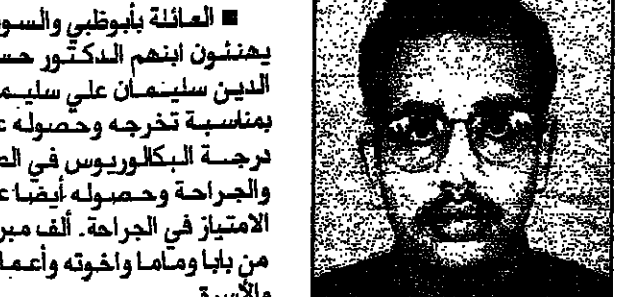 ■ العائلة بأبوظبي والسو
يهنئون ابنهم الدكتور حس
الدين سليمان علي سليم
بمناسبة تخرجه وحصوله ع
درجة البكالوريوس في الط
والجراحة وحصوله أيضا ع
الامتياز في الجراحة. ألف مبر
من بابا وماما واخوته وأعما
والأسرة